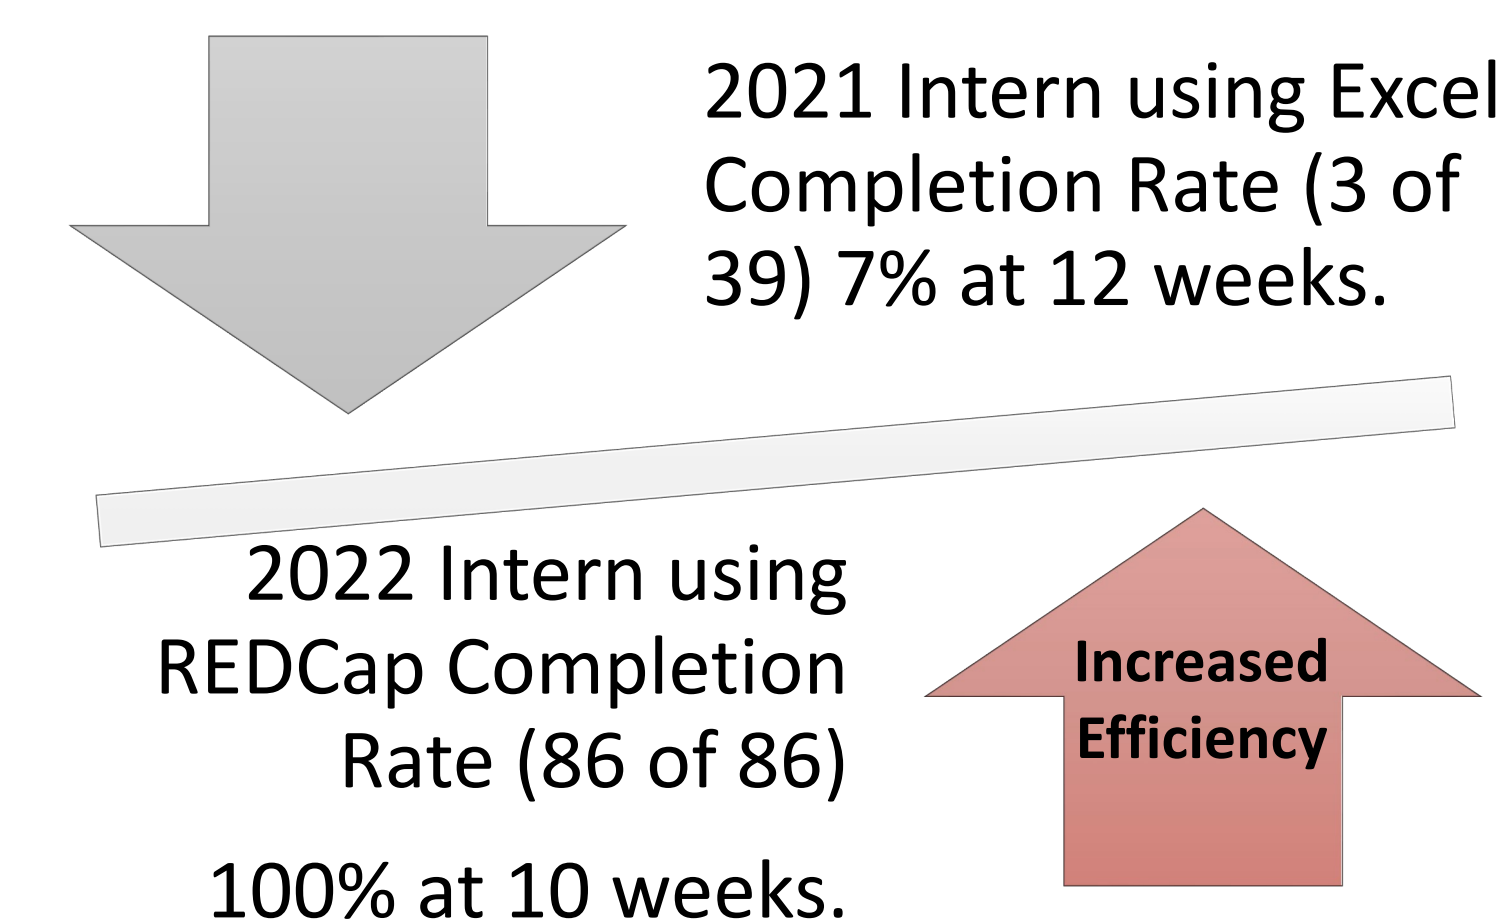 2021 Intern using Excel
Completion Rate (3 of
39) 7% at 12 weeks.
2022 Intern using
REDCap Completion
Rate (86 of 86)
100% at 10 weeks.
Increased
Efficiency